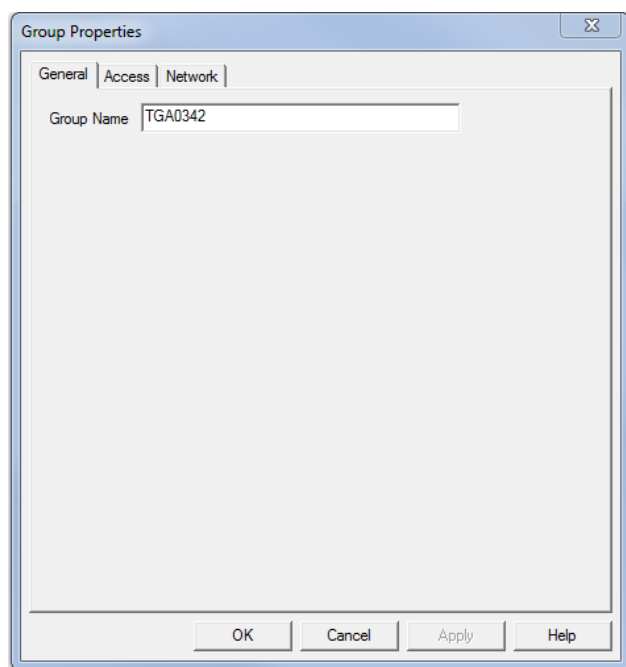 Group Properties
General Access Network
Group Name TGA0342
OK Cancel Apply Help